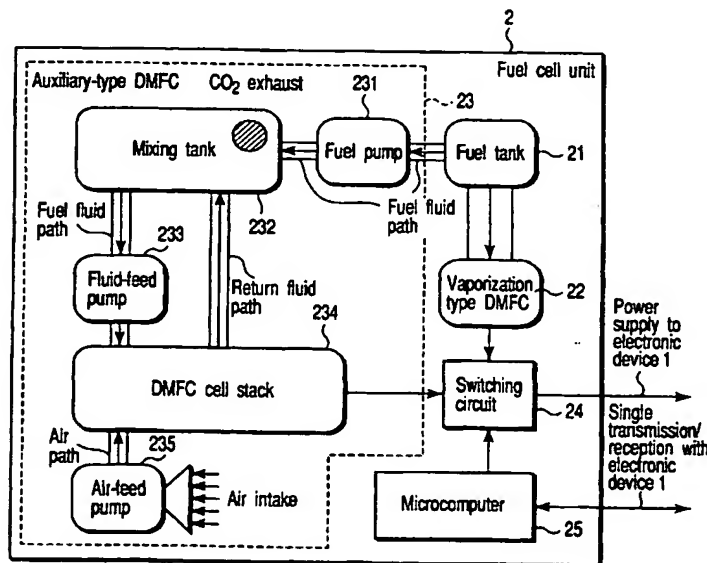 2
Fuel cell unit
Auxiliary-type DMFC
CO2 exhaust
231
23
Mixing tank
Fuel pump
Fuel tank
21
Fuel fluid
path
233
232
Fuel fluid
path
Fluid-feed
pump
Return fluid
path
Vaporization
type DMFC
22
234
Power
supply to
electronic
device 1
DMFC cell stack
Switching
circuit
24
Air
path
235
Single
transmission/
reception with
electronic
device 1
Air-feed
pump
Air intake
Microcomputer
25